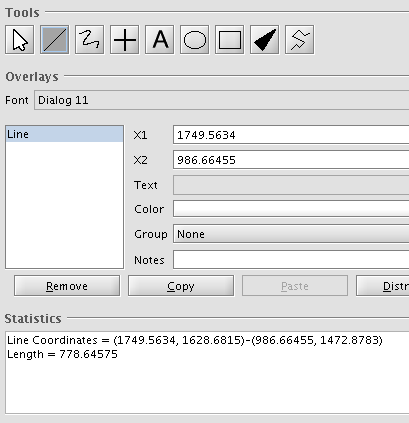 Tools
A
Overlays
Font Dialog 11
Line
X1 1749.5634
X2 986.66455
Text
Color
Group None
Notes
Remove Copy Paste Distr
Statistics
Line Coordinates = (1749.5634, 1628.6815)-(986.66455, 1472.8783)
Length = 778.64575